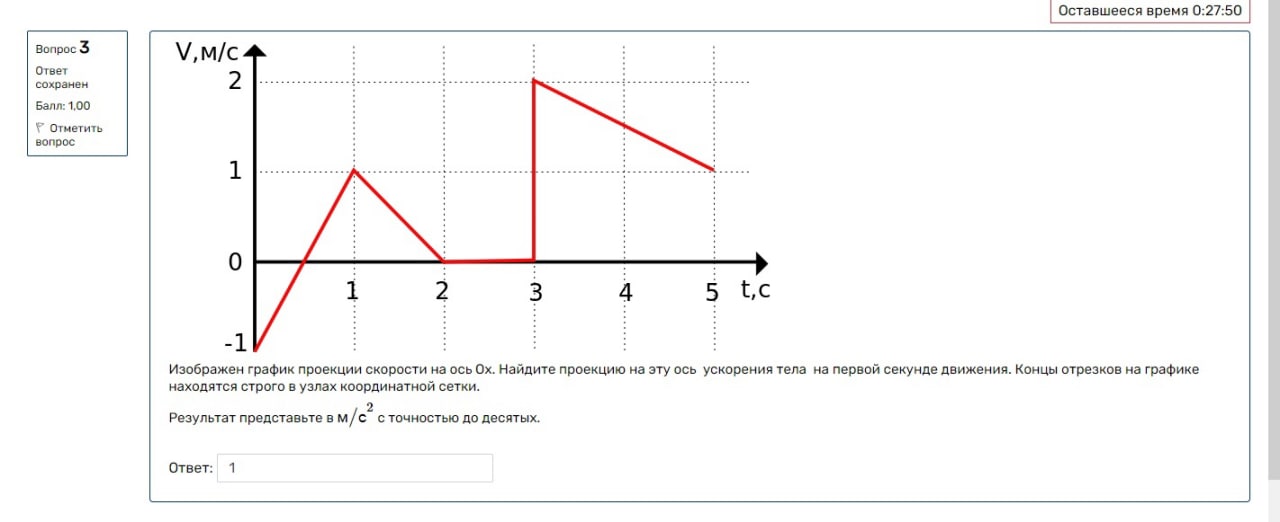 Оставшееся время 0:27:50
Вопрос 3
Ответ
сохранен
Балл: 1,00
Отметить
вопрос
V,м/с
2
1
0
-1
1 2 3 4 5 t,с
Изображен график проекции скорости на ось Ox. Найдите проекцию на эту ось ускорения тела на первой секунде движения. Концы отрезков на графике
находятся строго в узлах координатной сетки.
Результат представьте в м/с² с точностью до десятых.
Ответ: 1